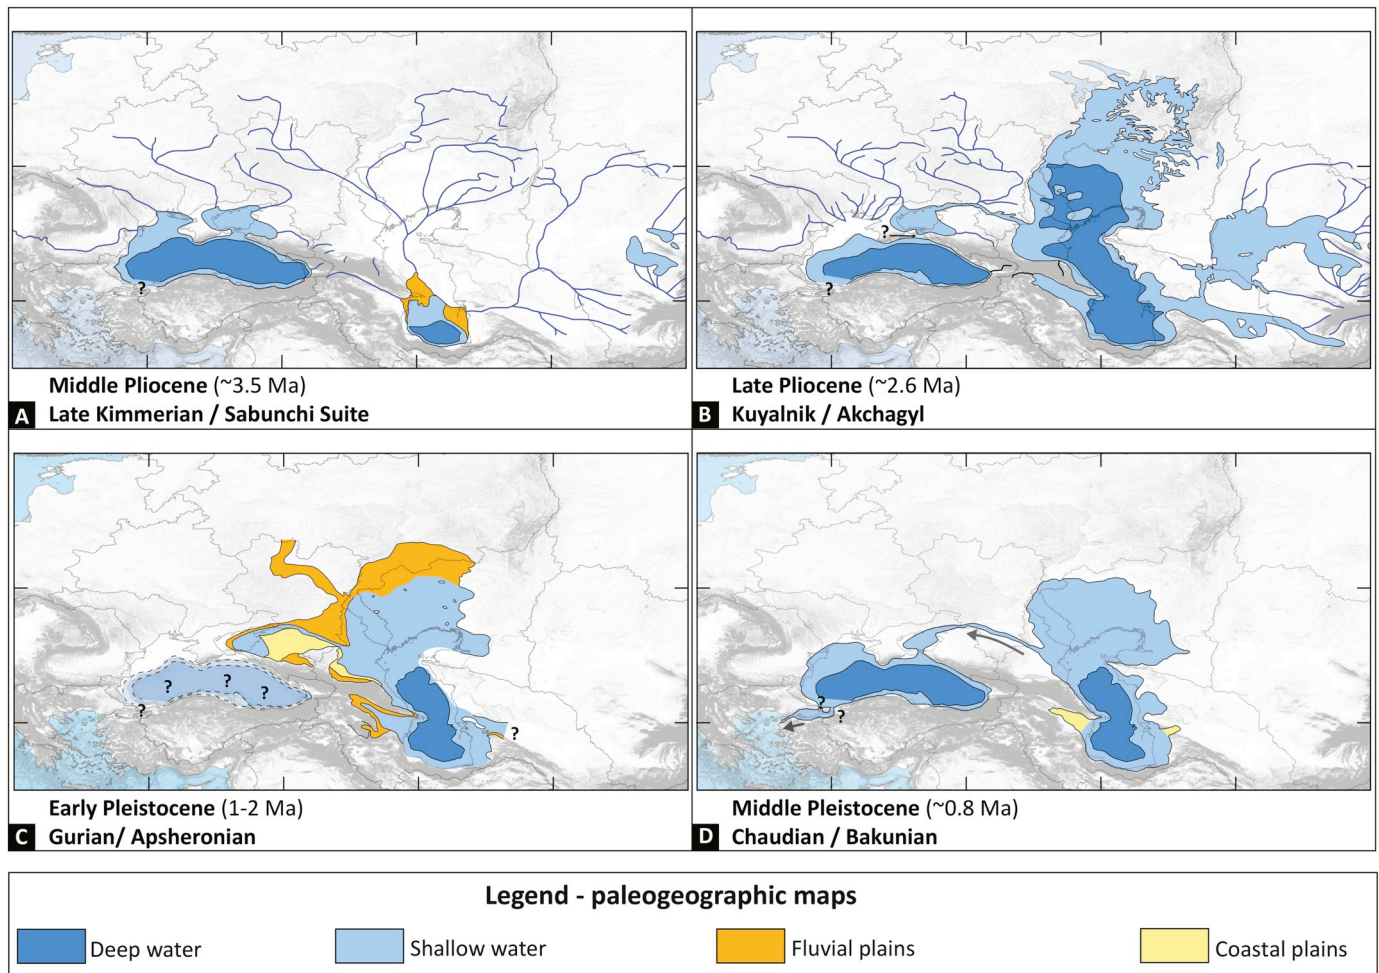 ?
A
Middle Pliocene (~3.5 Ma)
Late Kimmerian / Sabunchi Suite
?
?
B
Late Pliocene (~2.6 Ma)
Kuyalnik / Akchagyl
? ? ?
?
?
C
Early Pleistocene (1-2 Ma)
Gurian/ Apsheronian
?
?
D
Middle Pleistocene (~0.8 Ma)
Chaudian / Bakunian
Legend - paleogeographic maps
Deep water
Shallow water
Fluvial plains
Coastal plains